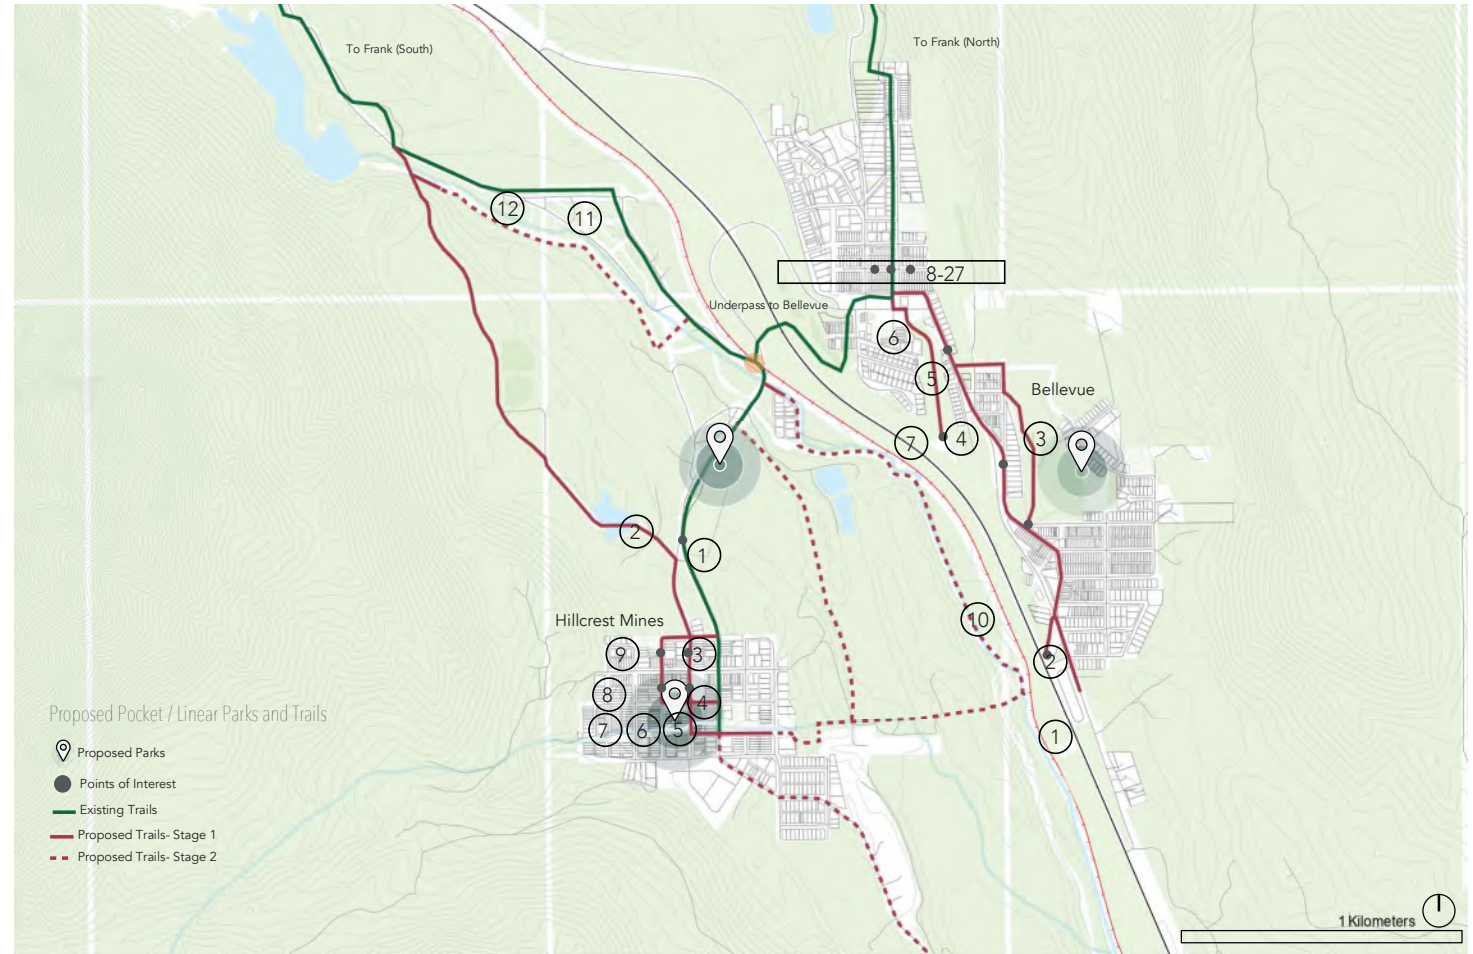 To Frank (South)
To Frank (North)
12
11
8-27
Underpass to Bellevue
6
5
Bellevue
7
4
3
2
1
10
Hillcrest Mines
9
3
2
8
4
7
6
5
1
Proposed Pocket / Linear Parks and Trails
Proposed Parks
Points of Interest
Existing Trails
Proposed Trails- Stage 1
Proposed Trails- Stage 2
1 Kilometers